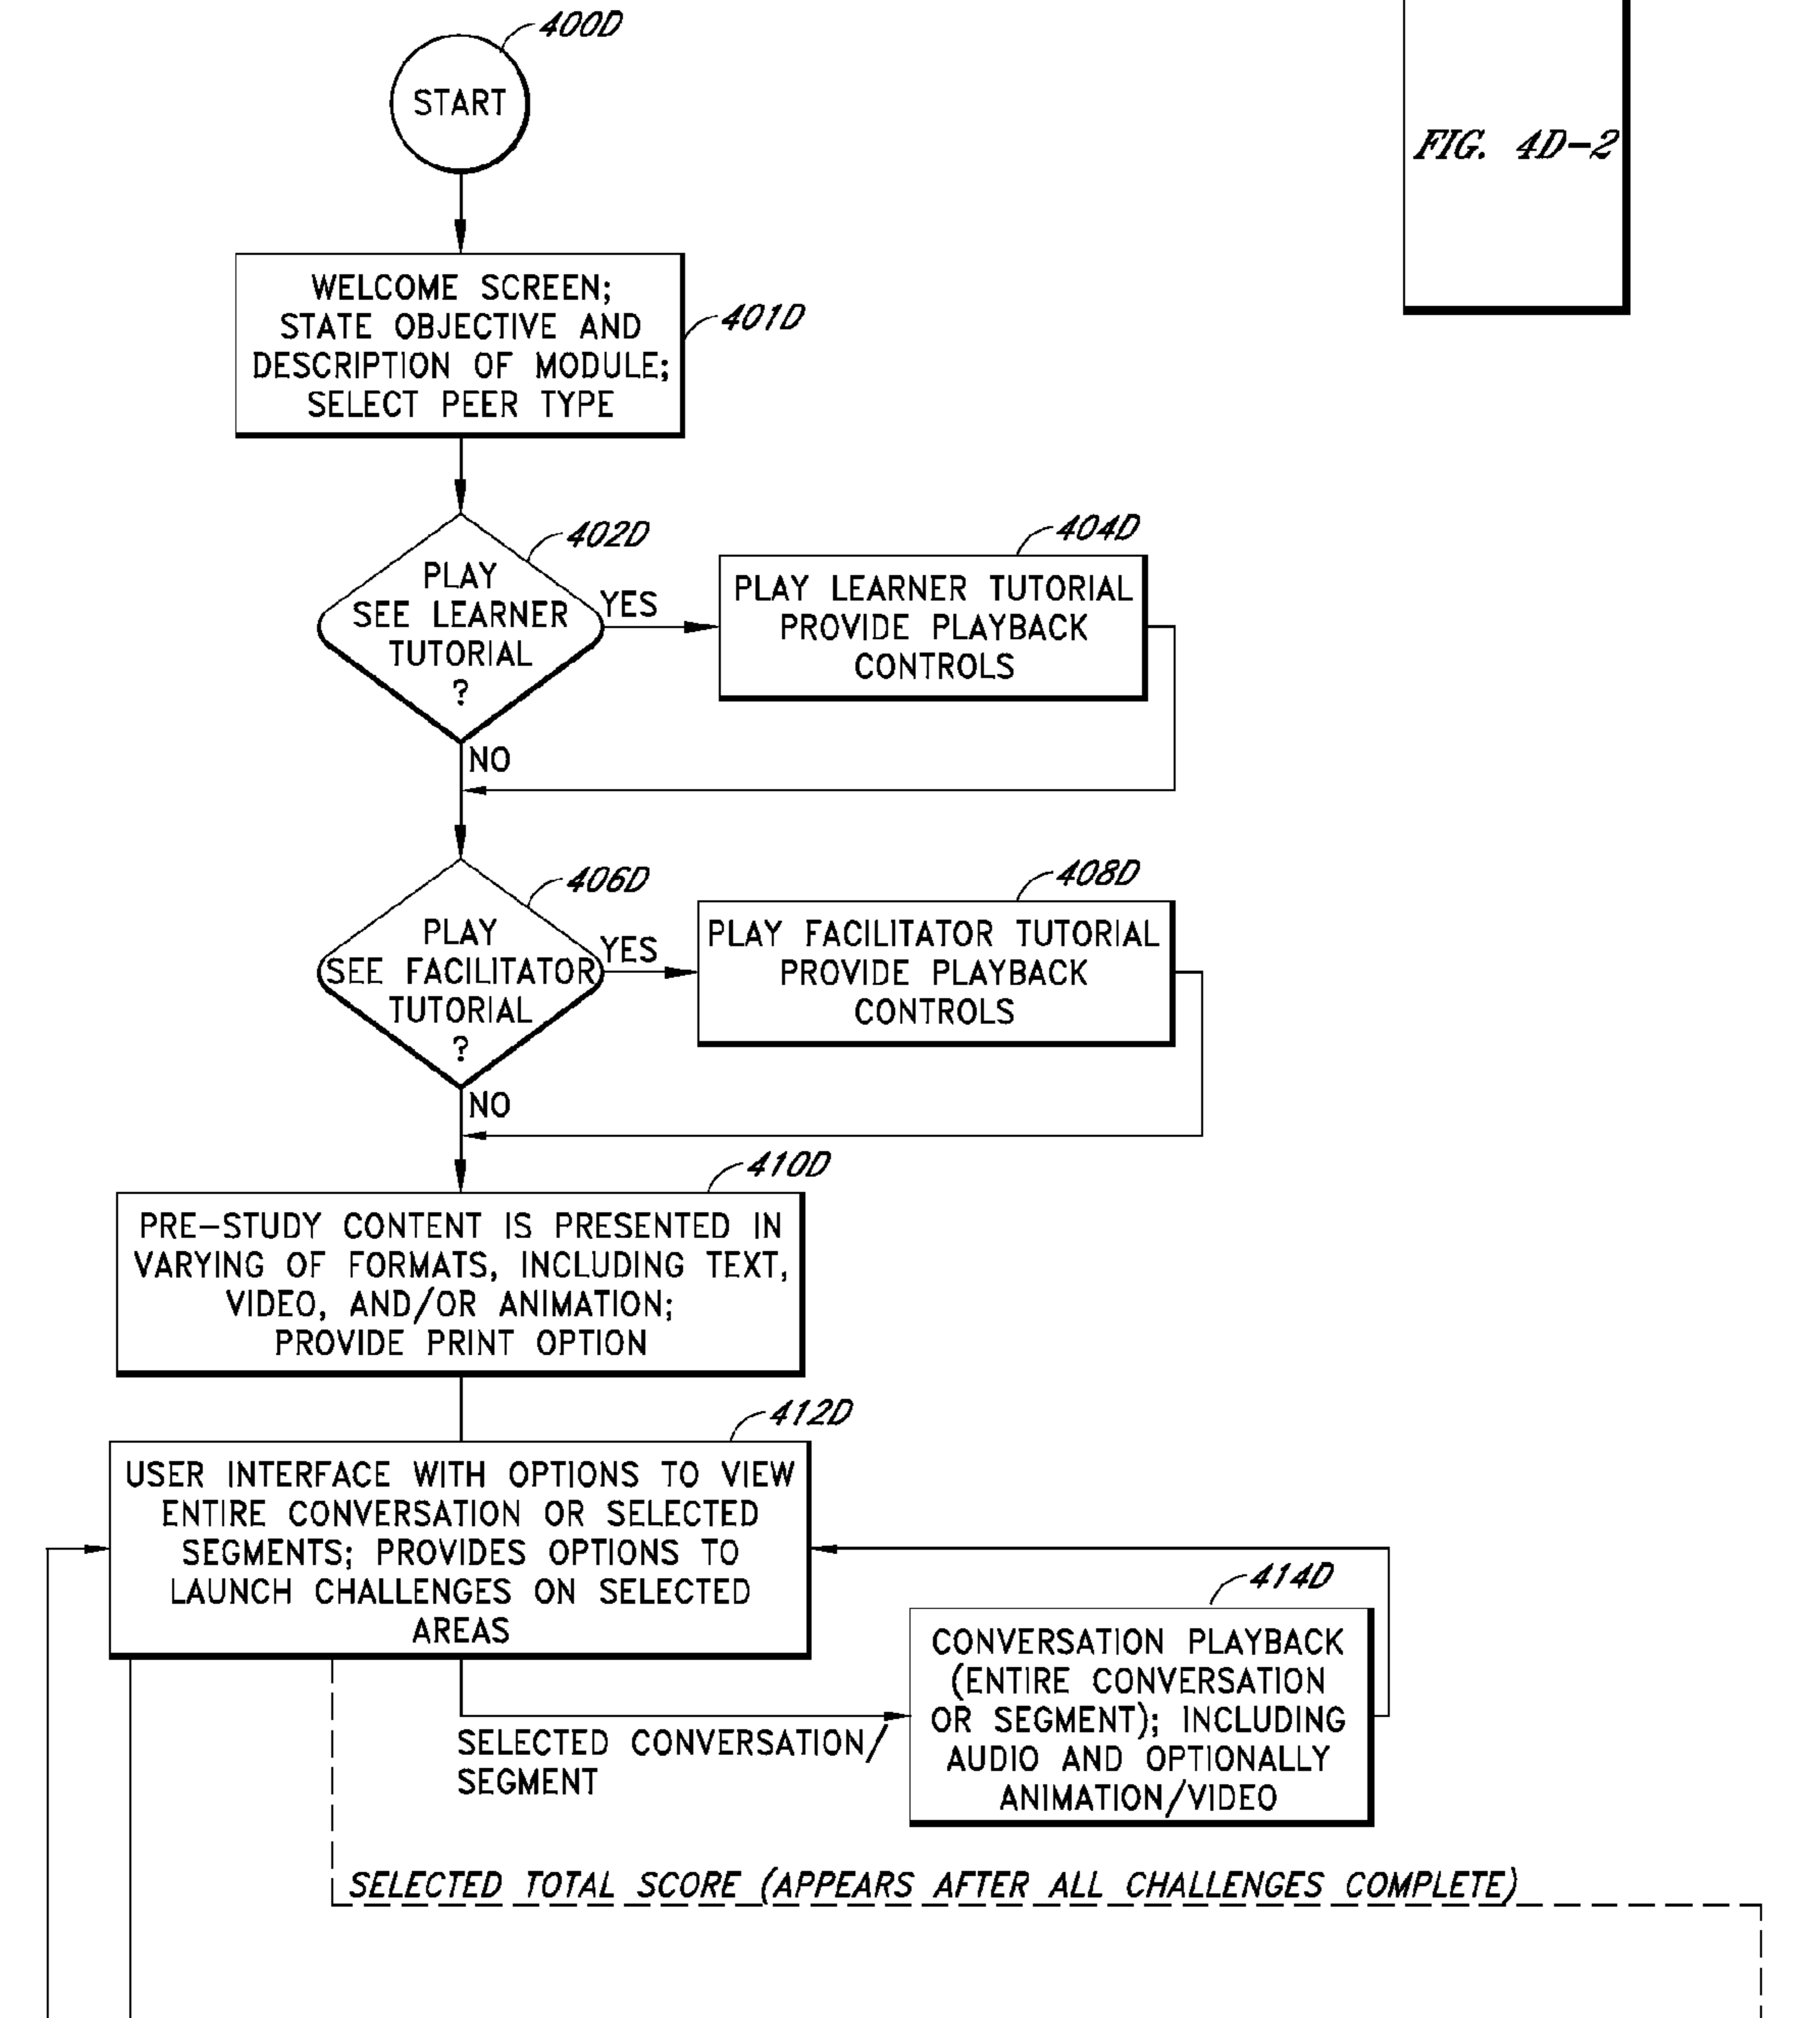 400D
START
FIG. 4D-2
WELCOME SCREEN;
STATE OBJECTIVE AND
DESCRIPTION OF MODULE;
SELECT PEER TYPE
401D
402D
PLAY
SEE LEARNER
TUTORIAL
?
YES
NO
404D
PLAY LEARNER TUTORIAL
PROVIDE PLAYBACK
CONTROLS
406D
PLAY
SEE FACILITATOR
TUTORIAL
?
YES
NO
408D
PLAY FACILITATOR TUTORIAL
PROVIDE PLAYBACK
CONTROLS
410D
PRE-STUDY CONTENT IS PRESENTED IN
VARYING OF FORMATS, INCLUDING TEXT,
VIDEO, AND/OR ANIMATION;
PROVIDE PRINT OPTION
412D
USER INTERFACE WITH OPTIONS TO VIEW
ENTIRE CONVERSATION OR SELECTED
SEGMENTS; PROVIDES OPTIONS TO
LAUNCH CHALLENGES ON SELECTED
AREAS
414D
CONVERSATION PLAYBACK
(ENTIRE CONVERSATION
OR SEGMENT); INCLUDING
AUDIO AND OPTIONALLY
ANIMATION/VIDEO
SELECTED CONVERSATION/
SEGMENT
SELECTED TOTAL SCORE (APPEARS AFTER ALL CHALLENGES COMPLETE)